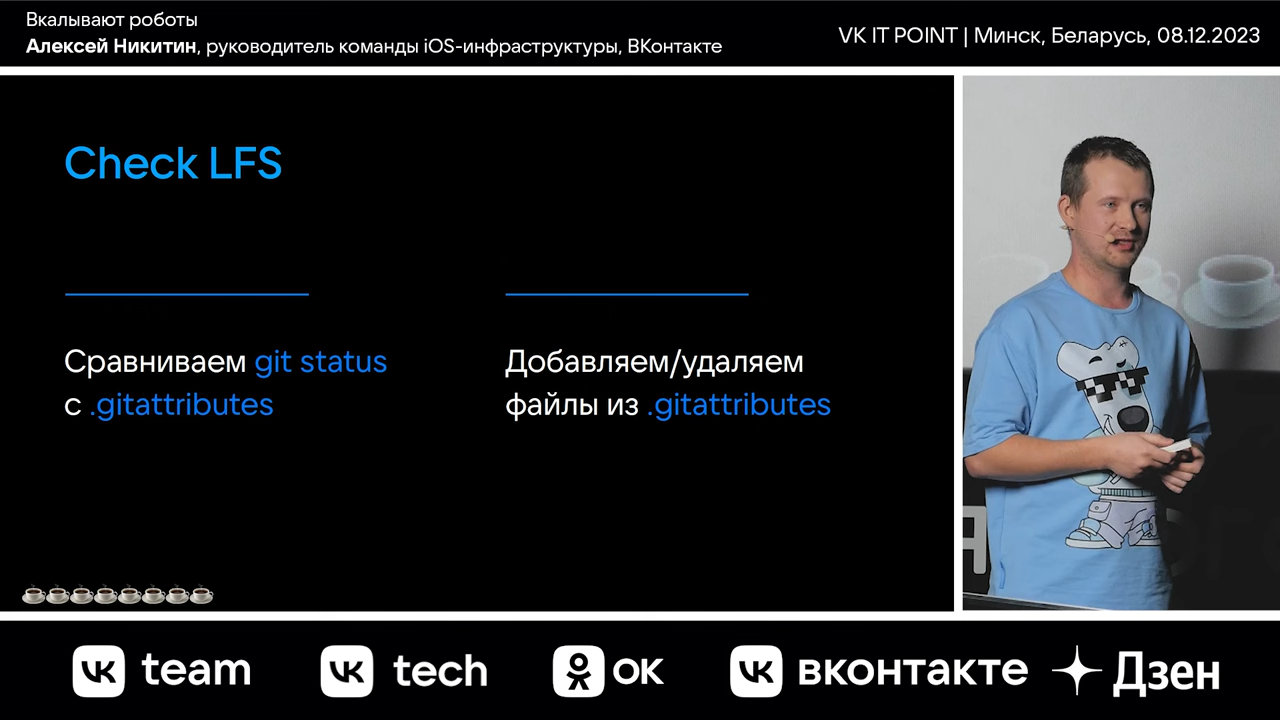 Вкалывают роботы
Алексей Никитин, руководитель команды iOS-инфраструктуры, ВКонтакте
VK IT POINT | Минск, Беларусь, 08.12.2023
Check LFS
Сравниваем git status
с .gitattributes
Добавляем/удаляем
файлы из .gitattributes
team
tech
ок
вконтакте
Дзен